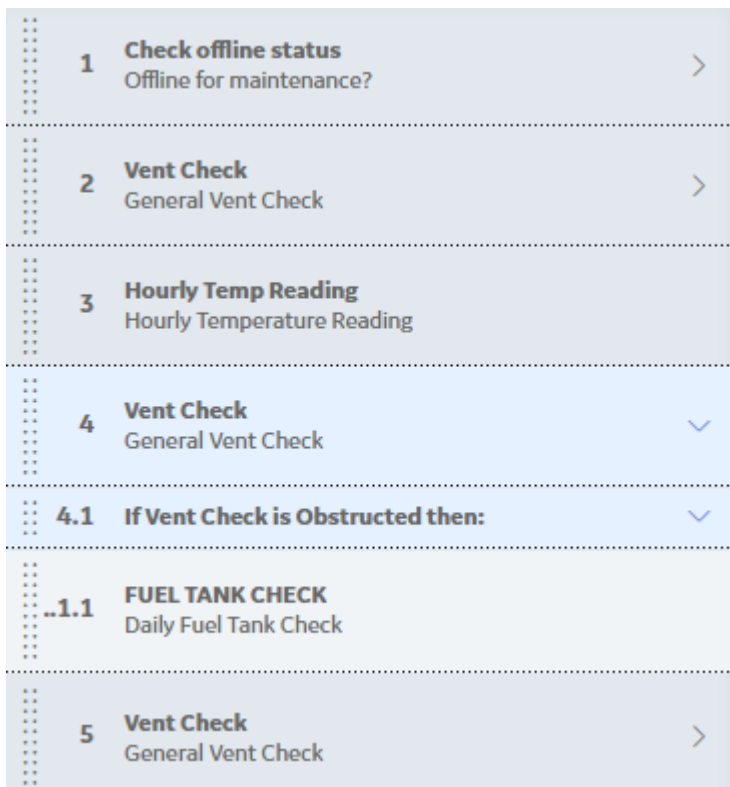 1
Check offline status
Offline for maintenance?
2
Vent Check
General Vent Check
3
Hourly Temp Reading
Hourly Temperature Reading
4
Vent Check
General Vent Check
4.1 If Vent Check is Obstructed then:
..1.1
FUEL TANK CHECK
Daily Fuel Tank Check
5
Vent Check
General Vent Check